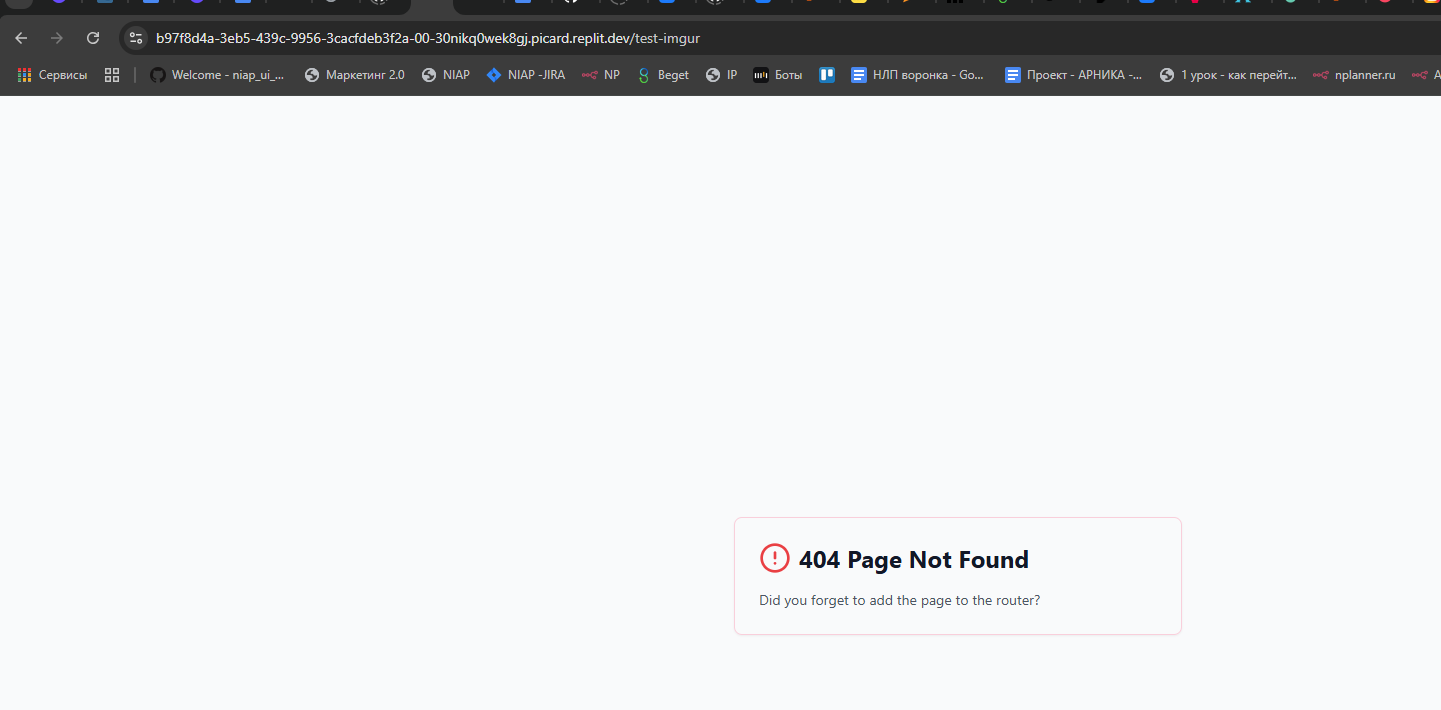 b97f8d4a-3eb5-439c-9956-3cacfdeb3f2a-00-30nikq0wek8gj.picard.replit.dev/test-imgur
Сервисы Welcome - niap_ui_... Маркетинг 2.0 NIAP NIAP -JIRA NP Beget IP Боты НЛП воронка - Go... Проект - АРНИКА -... 1 урок - как перейт... nplanner.ru
404 Page Not Found
Did you forget to add the page to the router?